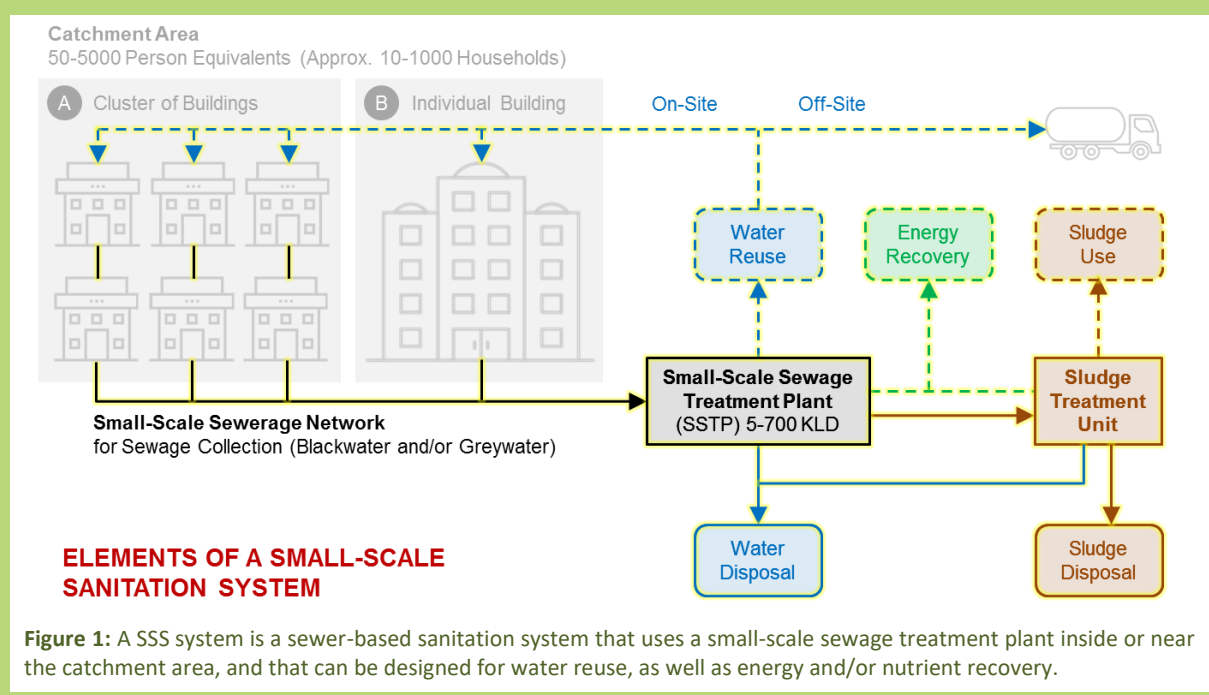 Catchment Area
50-5000 Person Equivalents (Approx. 10-1000 Households)
A Cluster of Buildings
B Individual Building
On-Site
Off-Site
Water
Reuse
Energy
Recovery
Sludge
Use
Small-Scale Sewage
Treatment Plant
(SSTP) 5-700 KLD
Sludge
Treatment
Unit
Small-Scale Sewerage Network
for Sewage Collection (Blackwater and/or Greywater)
Water
Disposal
Sludge
Disposal
ELEMENTS OF A SMALL-SCALE
SANITATION SYSTEM
Figure 1: A SSS system is a sewer-based sanitation system that uses a small-scale sewage treatment plant inside or near
the catchment area, and that can be designed for water reuse, as well as energy and/or nutrient recovery.